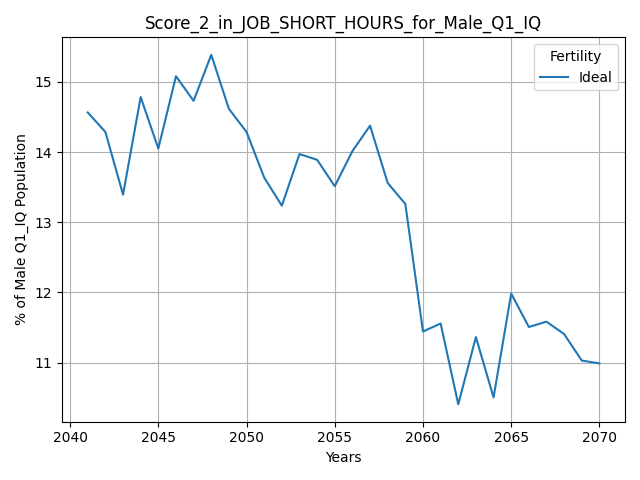 Score_2_in_JOB_SHORT_HOURS_for_Male_Q1_IQ
Fertility
Ideal
% of Male Q1_IQ Population
15
14
13
12
11
2040 2045 2050 2055 2060 2065 2070
Years